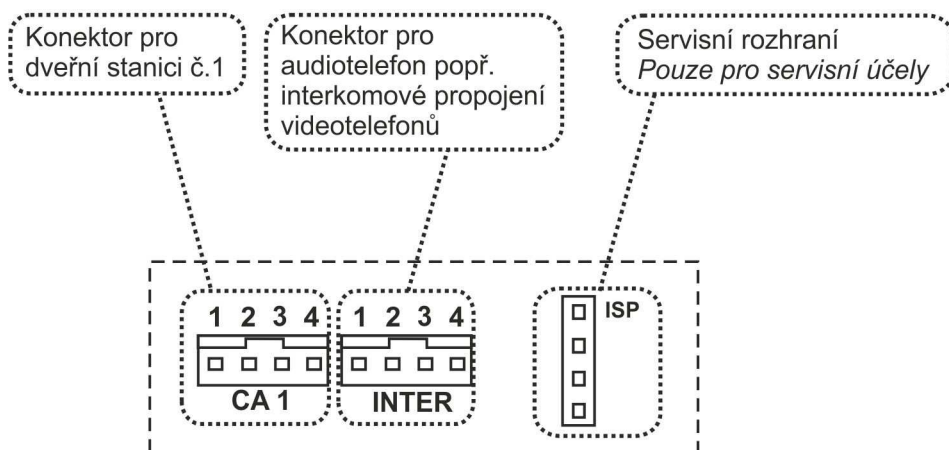 Konektor pro
dveřní stanici č.1
Konektor pro
audiotelefon popř.
interkomové propojení
videotelefonů
Servisní rozhraní
Pouze pro servisní účely
1 2 3 4
CA 1
1 2 3 4
INTER
ISP